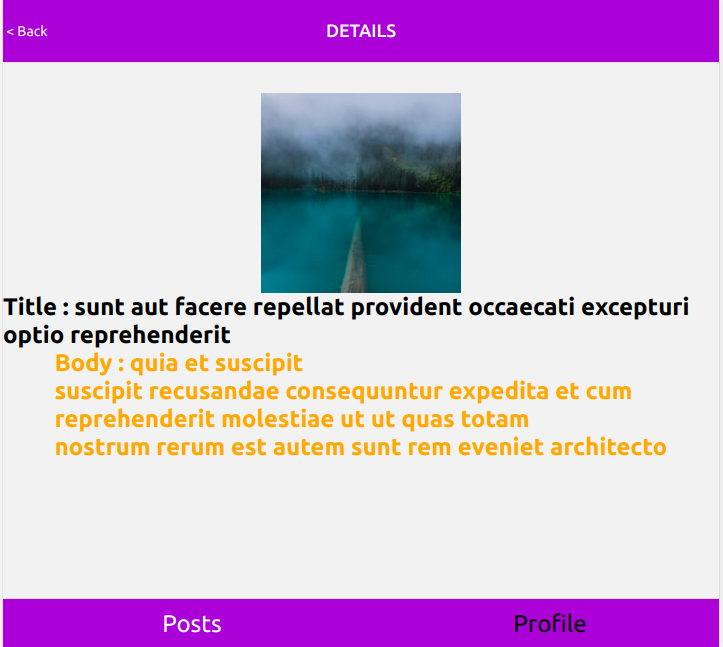 < Back
DETAILS
Title : sunt aut facere repellat provident occaecati excepturi
optio reprehenderit
Body : quia et suscipit
suscipit recusandae consequuntur expedita et cum
reprehenderit molestiae ut ut quas totam
nostrum rerum est autem sunt rem eveniet architecto
Posts
Profile